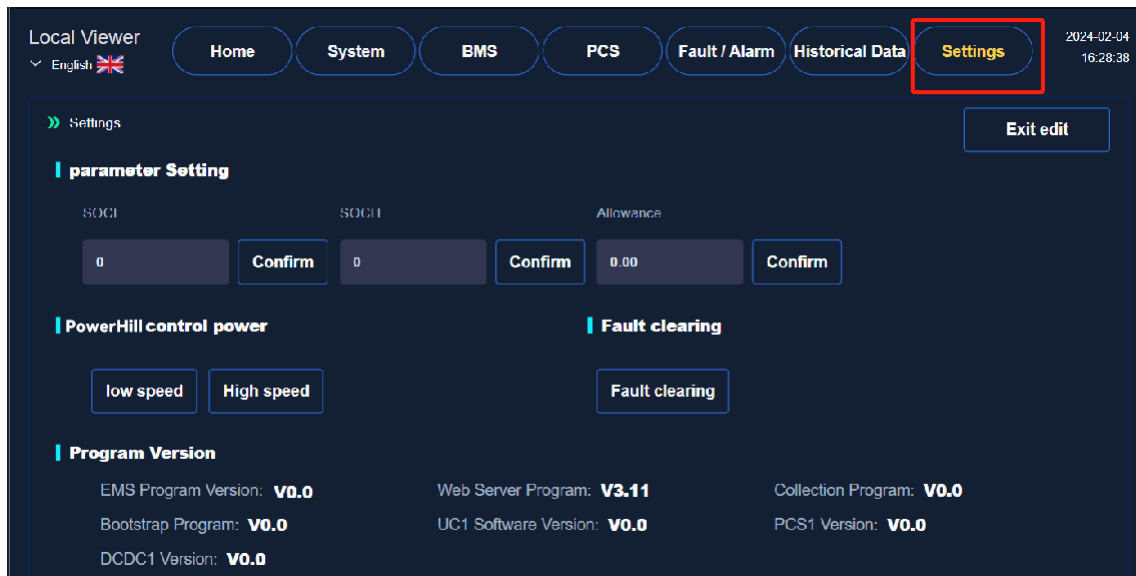 Local Viewer
English
Home
System
BMS
PCS
Fault / Alarm
Historical Data
Settings
2024-02-04
16:28:38
Settings
Exit edit
parameter Setting
Allowance
0
Confirm
0
Confirm
0.00
Confirm
PowerHill control power
Fault clearing
low speed
High speed
Fault clearing
Program Version
EMS Program Version: V0.0
Web Server Program: V3.11
Collection Program: V0.0
Bootstrap Program: V0.0
UC1 Software Version: V0.0
PCS1 Version: V0.0
DCDC1 Version: V0.0